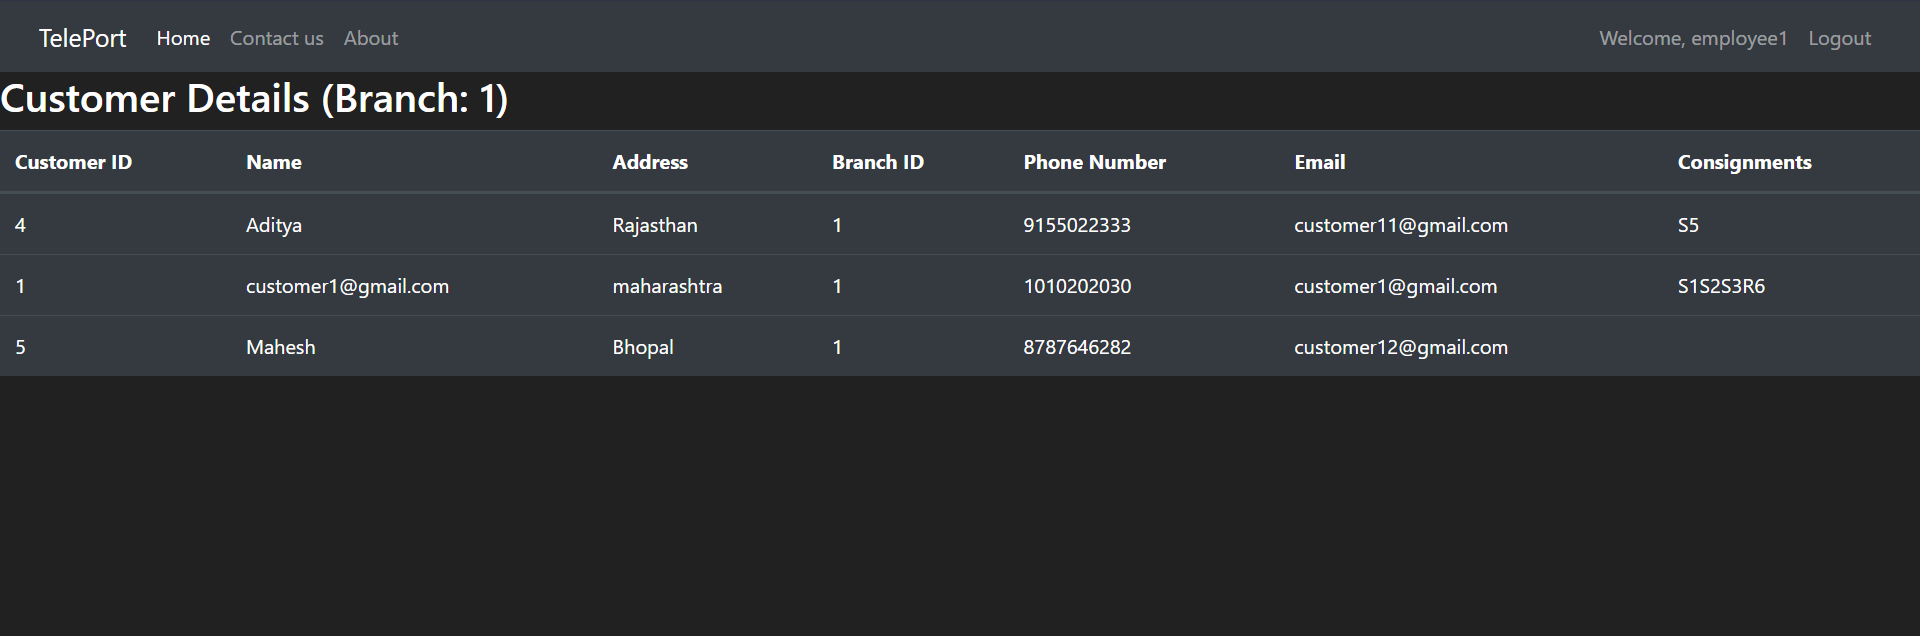 TelePort Home Contact us About Welcome, employee1 Logout
Customer Details (Branch: 1)
Customer ID Name Address Branch ID Phone Number Email Consignments
4 Aditya Rajasthan 1 9155022333 customer11@gmail.com S5
1 customer1@gmail.com maharashtra 1 1010202030 customer1@gmail.com S1S2S3R6
5 Mahesh Bhopal 1 8787646282 customer12@gmail.com